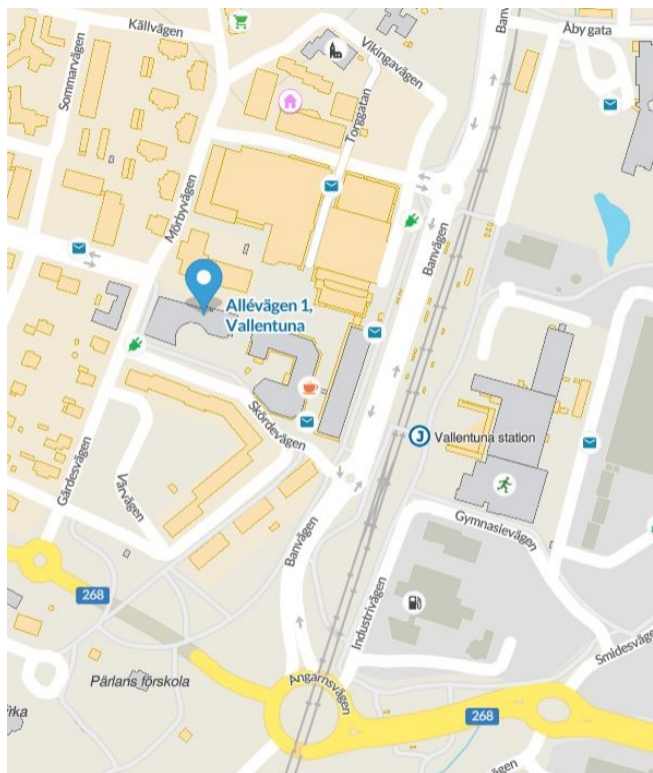 Källvägen
Sommarvägen
Vikingavägen
Torggatan
Åby gata
Mörbyvägen
Banvägen
Allévägen 1,
Vallentuna
Skördevägen
Vallentuna station
Gärdesvägen
Vårvägen
Banvägen
Gymnasievägen
Industrivägen
268
Pärlans förskola
Angarnsvägen
268
Smidesväg